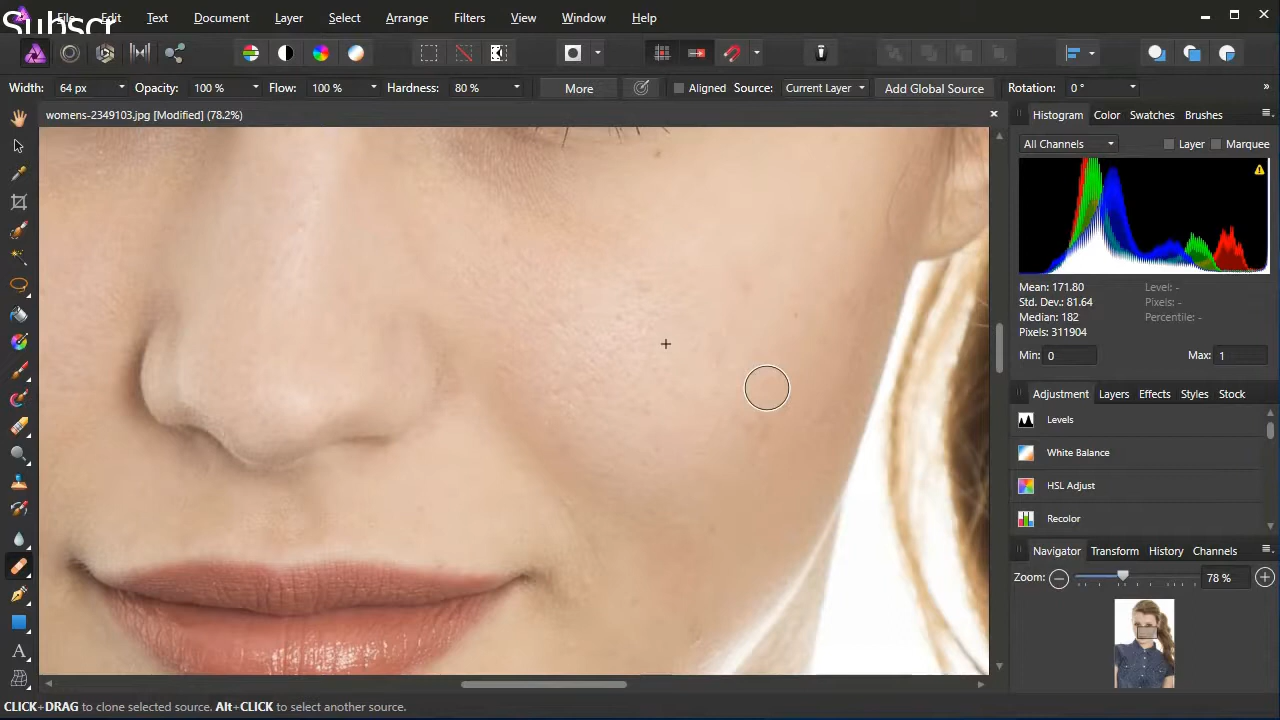 Subscr
File Edit Text Document Layer Select Arrange Filters View Window Help
Width: 64 px Opacity: 100 % Flow: 100 % Hardness: 80 % More Aligned Source: Current Layer Add Global Source Rotation: 0 ° »
womens-2349103.jpg [Modified] (78.2%)
Histogram Color Swatches Brushes
All Channels Layer Marquee
Mean: 171.80 Level: -
Std. Dev.: 81.64 Pixels: -
Median: 182 Percentile: -
Pixels: 311904
Min: 0 Max: 1
Adjustment Layers Effects Styles Stock
Levels
White Balance
HSL Adjust
Recolor
Navigator Transform History Channels
Zoom: 78 %
CLICK+DRAG to clone selected source. Alt+CLICK to select another source.